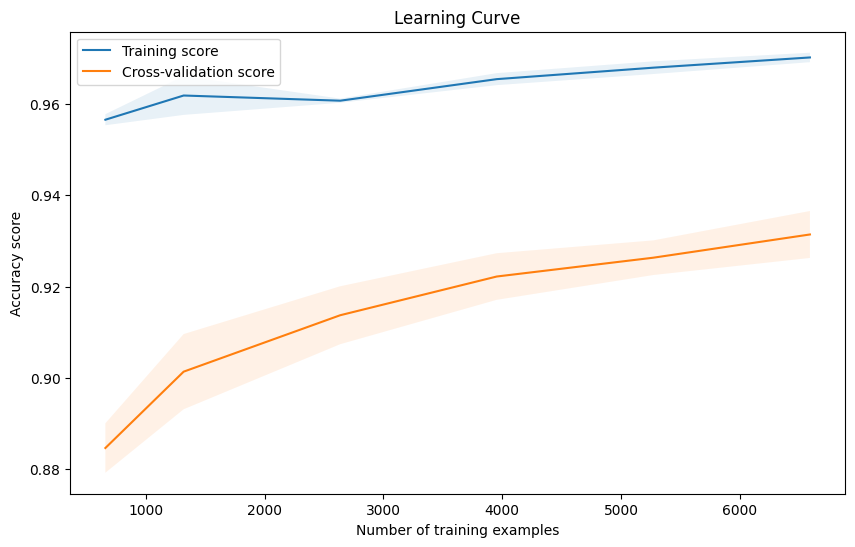 Learning Curve
Training score
Cross-validation score
0.96
0.94
0.92
0.90
0.88
Accuracy score
1000 2000 3000 4000 5000 6000
Number of training examples